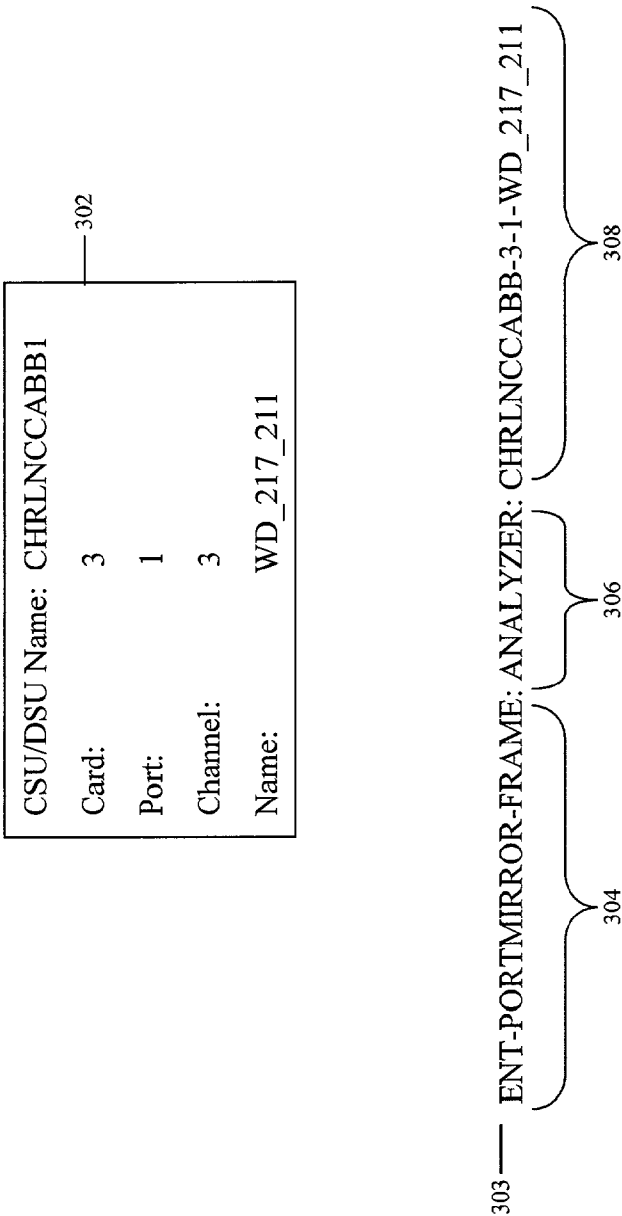 CSU/DSU Name: CHRLNCCABB1
Card: 3
Port: 1
Channel: 3
Name: WD_217_211
302
303
ENT-PORTMIRROR-FRAME: ANALYZER: CHRLNCCABB-3-1-WD_217_211
304 306 308